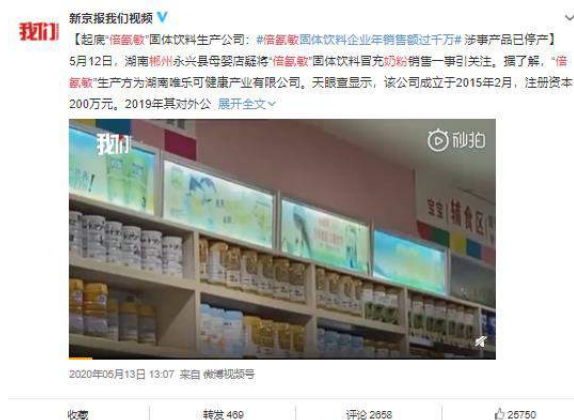 我们
新京报我们视频
【起底“倍氨敏”固体饮料生产公司：#倍氨敏固体饮料企业年销售额过千万# 涉事产品已停产】
5月12日，湖南郴州永兴县母婴店疑将“倍氨敏”固体饮料冒充奶粉销售一事引关注。据了解，“倍
氨敏”生产方为湖南唯乐可健康产业有限公司。天眼查显示，该公司成立于2015年2月，注册资本
200万元。2019年其对外公 展开全文
我们
秒拍
宝宝辅食区
2020年05月13日 13:07 来自 微博视频号
收藏 转发 469 评论 2658 25750